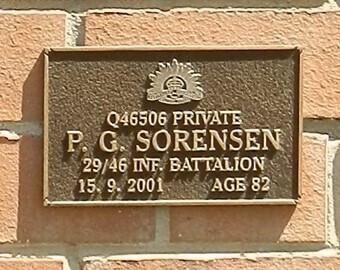 Q46506 PRIVATE
P. G. SORENSEN
29/46 INF. BATTALION
15. 9. 2001 AGE 82